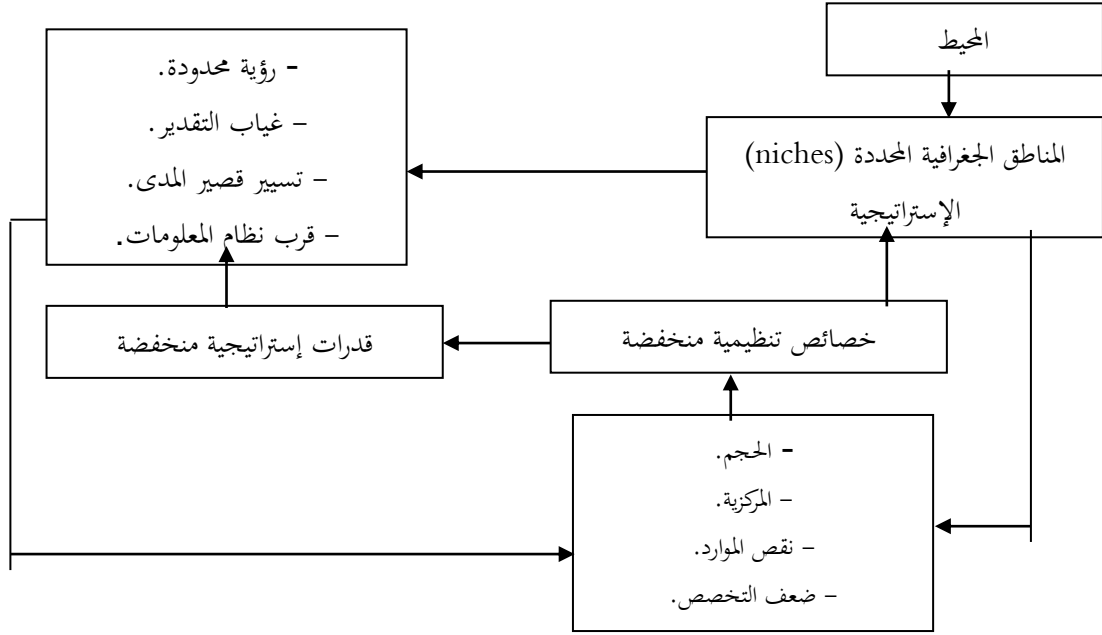 المحيط
المناطق الجغرافية المحددة (niches)
الإستراتيجية
- رؤية محدودة.
– غياب التقدير.
– تسيير قصير المدى.
– قرب نظام المعلومات.
خصائص تنظيمية منخفضة
قدرات إستراتيجية منخفضة
- الحجم.
– المركزية.
– نقص الموارد.
– ضعف التخصص.